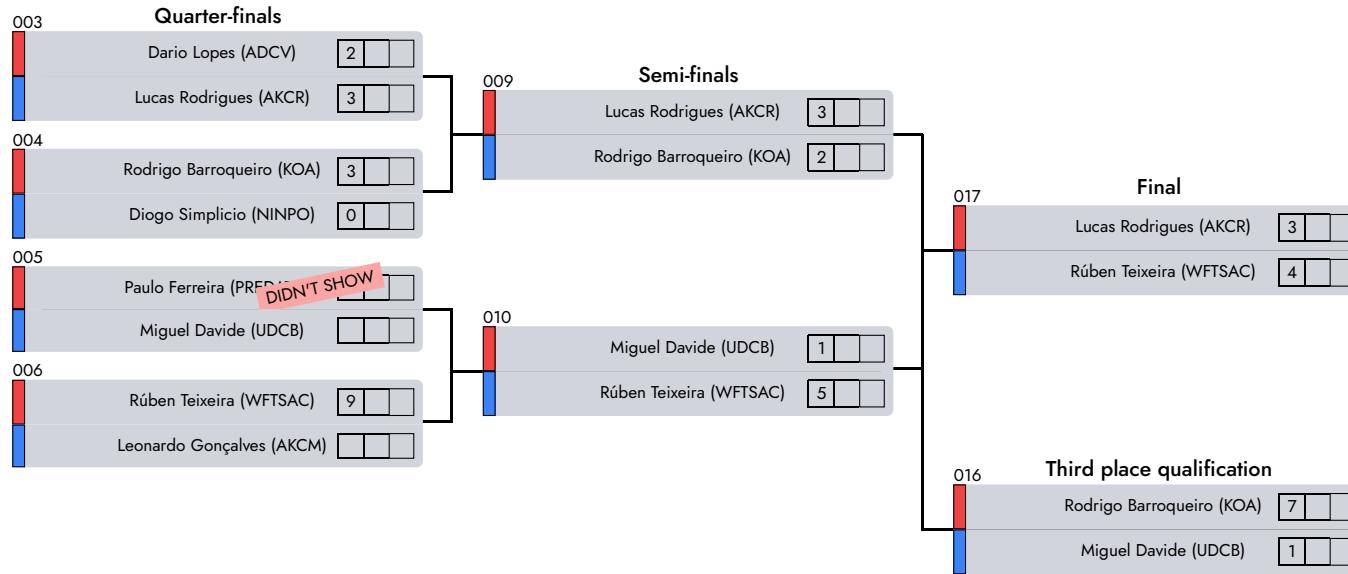 Quarter-finals
003
Dario Lopes (ADCV) 2
Lucas Rodrigues (AKCR) 3
004
Rodrigo Barroqueiro (KOA) 3
Diogo Simplicio (NINPO) 0
005
Paulo Ferreira
DIDN'T SHOW
Miguel Davide (UDCB)
006
Rúben Teixeira (WFTSAC) 9
Leonardo Gonçalves (AKCM)
Semi-finals
009
Lucas Rodrigues (AKCR) 3
Rodrigo Barroqueiro (KOA) 2
010
Miguel Davide (UDCB) 1
Rúben Teixeira (WFTSAC) 5
Final
017
Lucas Rodrigues (AKCR) 3
Rúben Teixeira (WFTSAC) 4
Third place qualification
016
Rodrigo Barroqueiro (KOA) 7
Miguel Davide (UDCB) 1